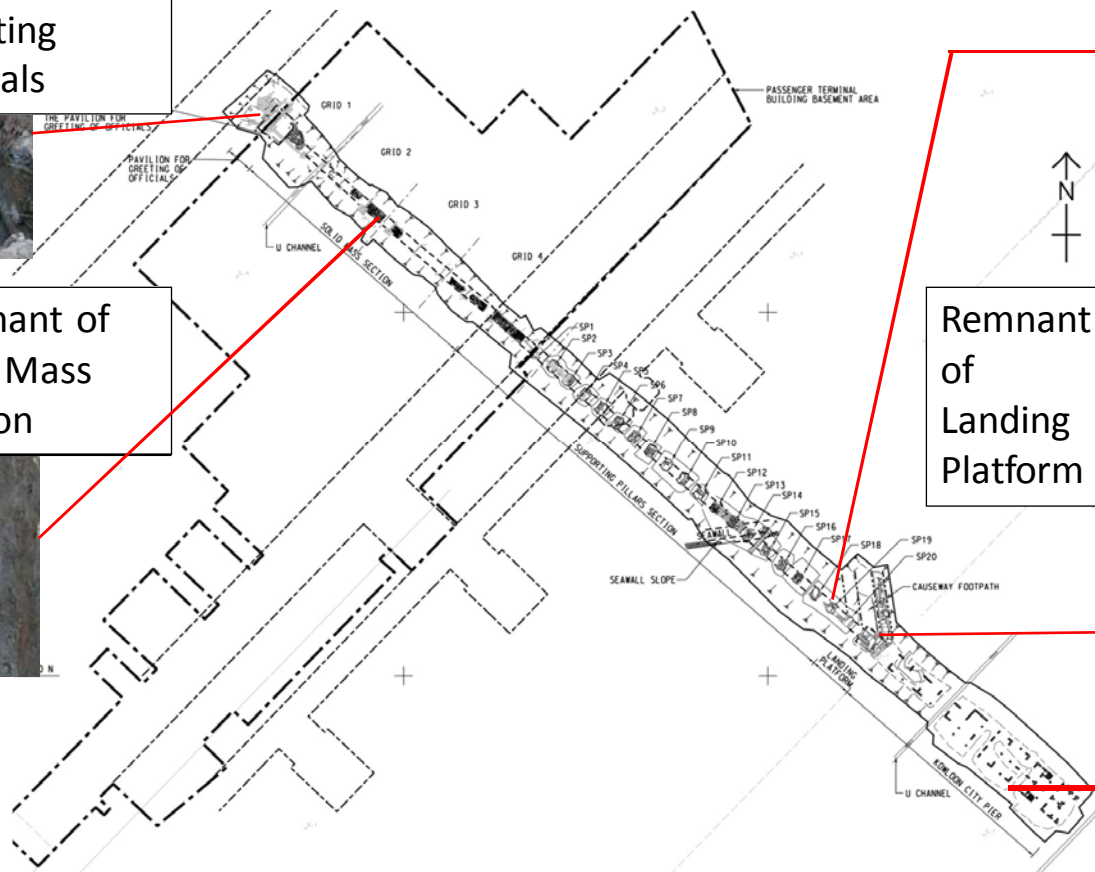 ting
als
THE PAVILION FOR
GREETING OF OFFICIALS
PAVILION FOR
GREETING OF
OFFICIALS
GRID 1
GRID 2
GRID 3
GRID 4
PASSENGER TERMINAL
BUILDING BASEMENT AREA
N
U CHANNEL
SOLID MASS SECTION
nant of
Mass
on
Remnant
of
Landing
Platform
SP1
SP2
SP3
SP4
SP5
SP6
SP7
SP8
SP9
SP10
SP11
SP12
SP13
SP14
SP15
SP16
SP17
SP18
SP19
SP20
SUPPORTING PILLARS SECTION
SEAWALL
SEAWALL SLOPE
CAUSEWAY FOOTPATH
LANDING
PLATFORM
U CHANNEL
KOWLOON CITY PIER
N